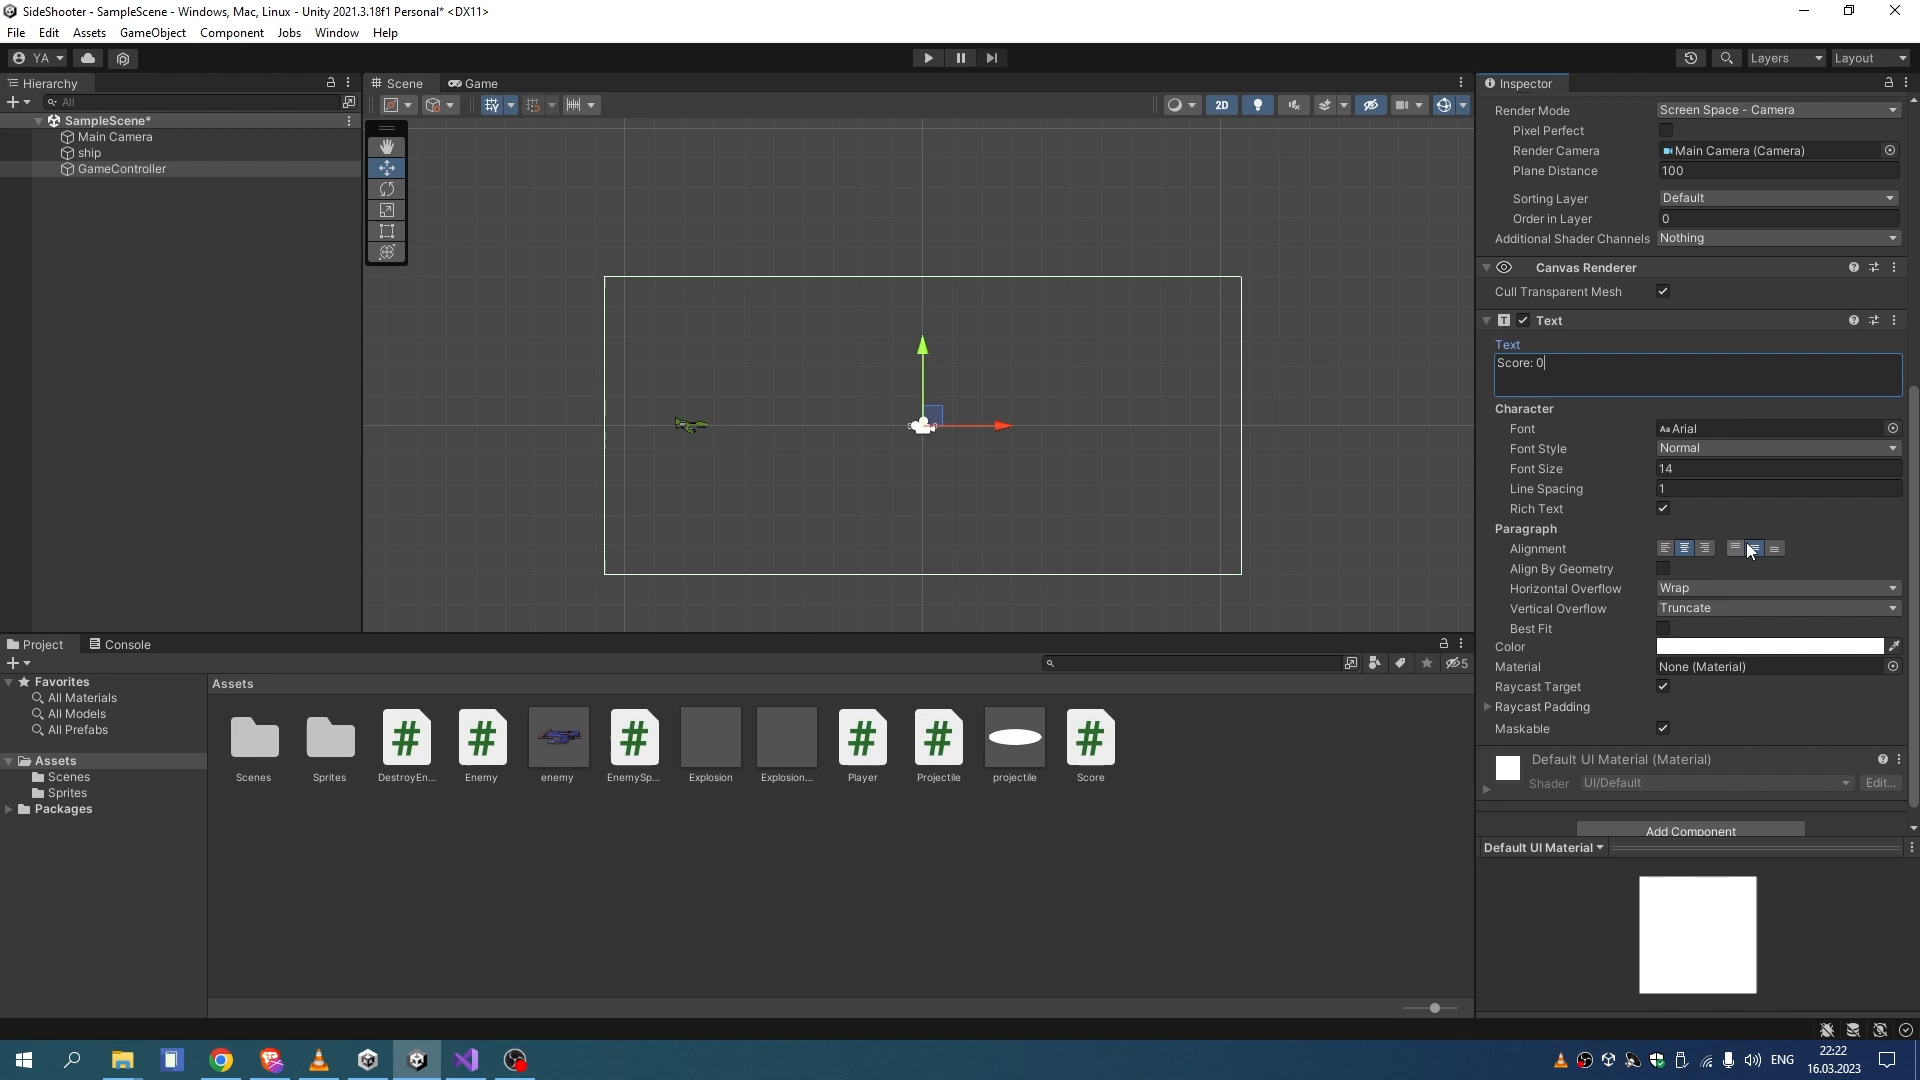 SideShooter - SampleScene - Windows, Mac, Linux - Unity 2021.3.18f1 Personal* <DX11>
File Edit Assets GameObject Component Jobs Window Help
YA Layers Layout
Hierarchy Scene Game Inspector
All 2D
SampleScene*
Main Camera
ship
GameController
Render Mode Screen Space - Camera
Pixel Perfect
Render Camera Main Camera (Camera)
Plane Distance 100
Sorting Layer Default
Order in Layer 0
Additional Shader Channels Nothing
Canvas Renderer
Cull Transparent Mesh
Text
Text
Score: 0
Character
Font Aa Arial
Font Style Normal
Font Size 14
Line Spacing 1
Rich Text
Paragraph
Alignment
Align By Geometry
Horizontal Overflow Wrap
Vertical Overflow Truncate
Best Fit
Color
Material None (Material)
Raycast Target
Raycast Padding
Maskable
Default UI Material (Material)
Shader UI/Default Edit...
Add Component
Default UI Material
Project Console
5
Favorites
All Materials
All Models
All Prefabs
Assets
Scenes
Sprites
Packages
Assets
Scenes Sprites DestroyEn... Enemy enemy EnemySp... Explosion Explosion... Player Projectile projectile Score
ENG
22:22
16.03.2023